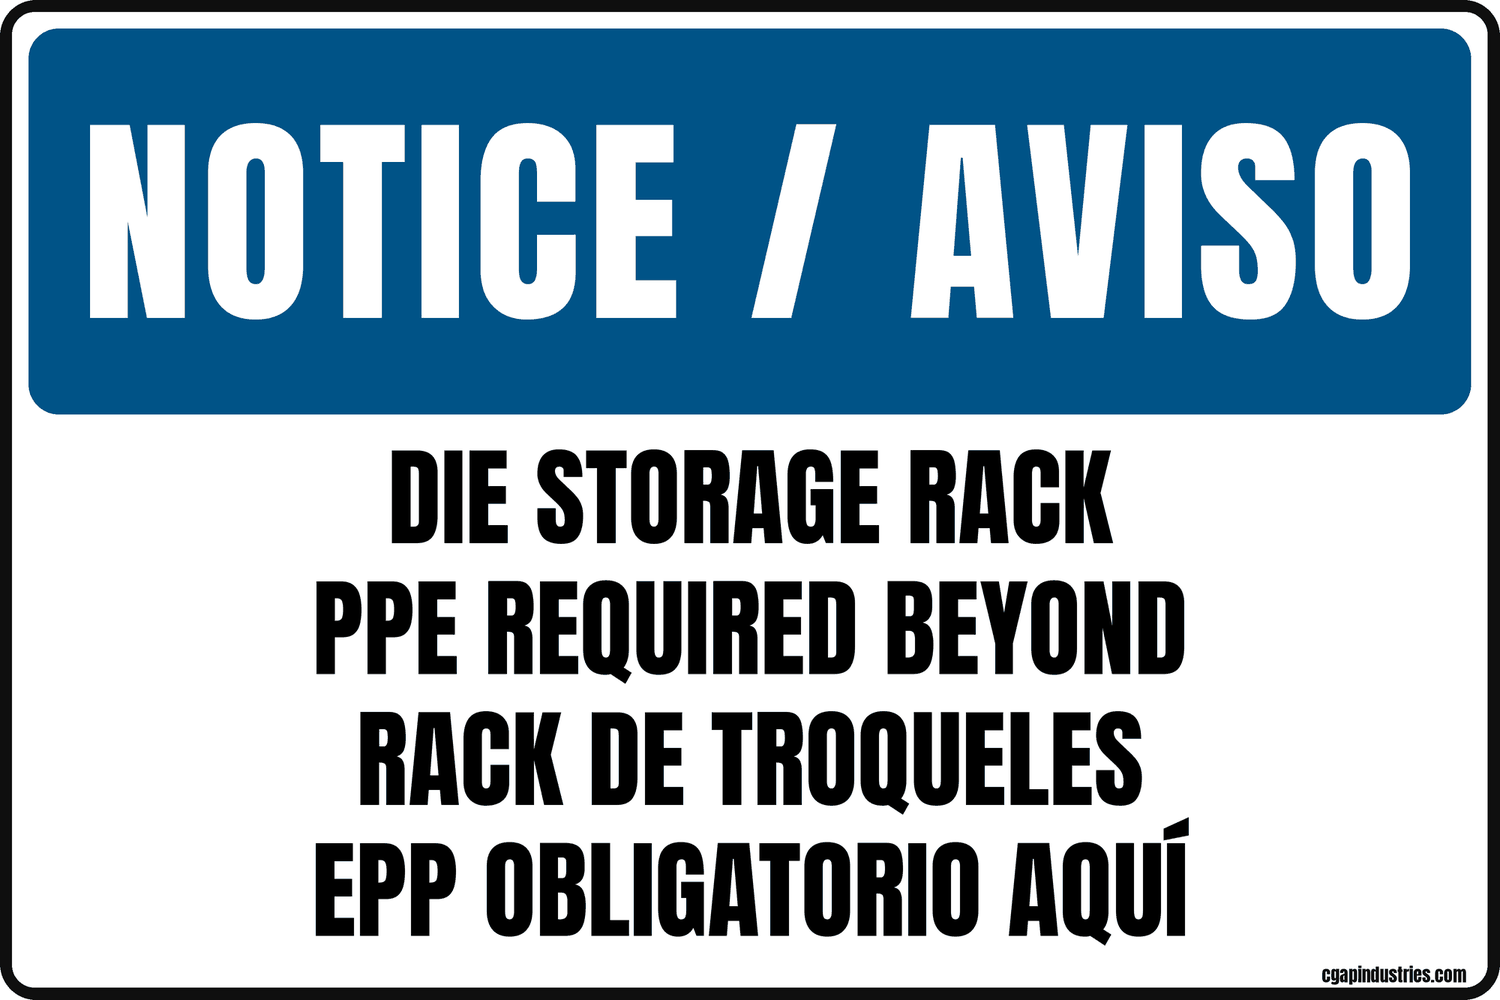 NOTICE / AVISO
DIE STORAGE RACK
PPE REQUIRED BEYOND
RACK DE TROQUELES
EPP OBLIGATORIO AQUÍ
cgapindustries.com